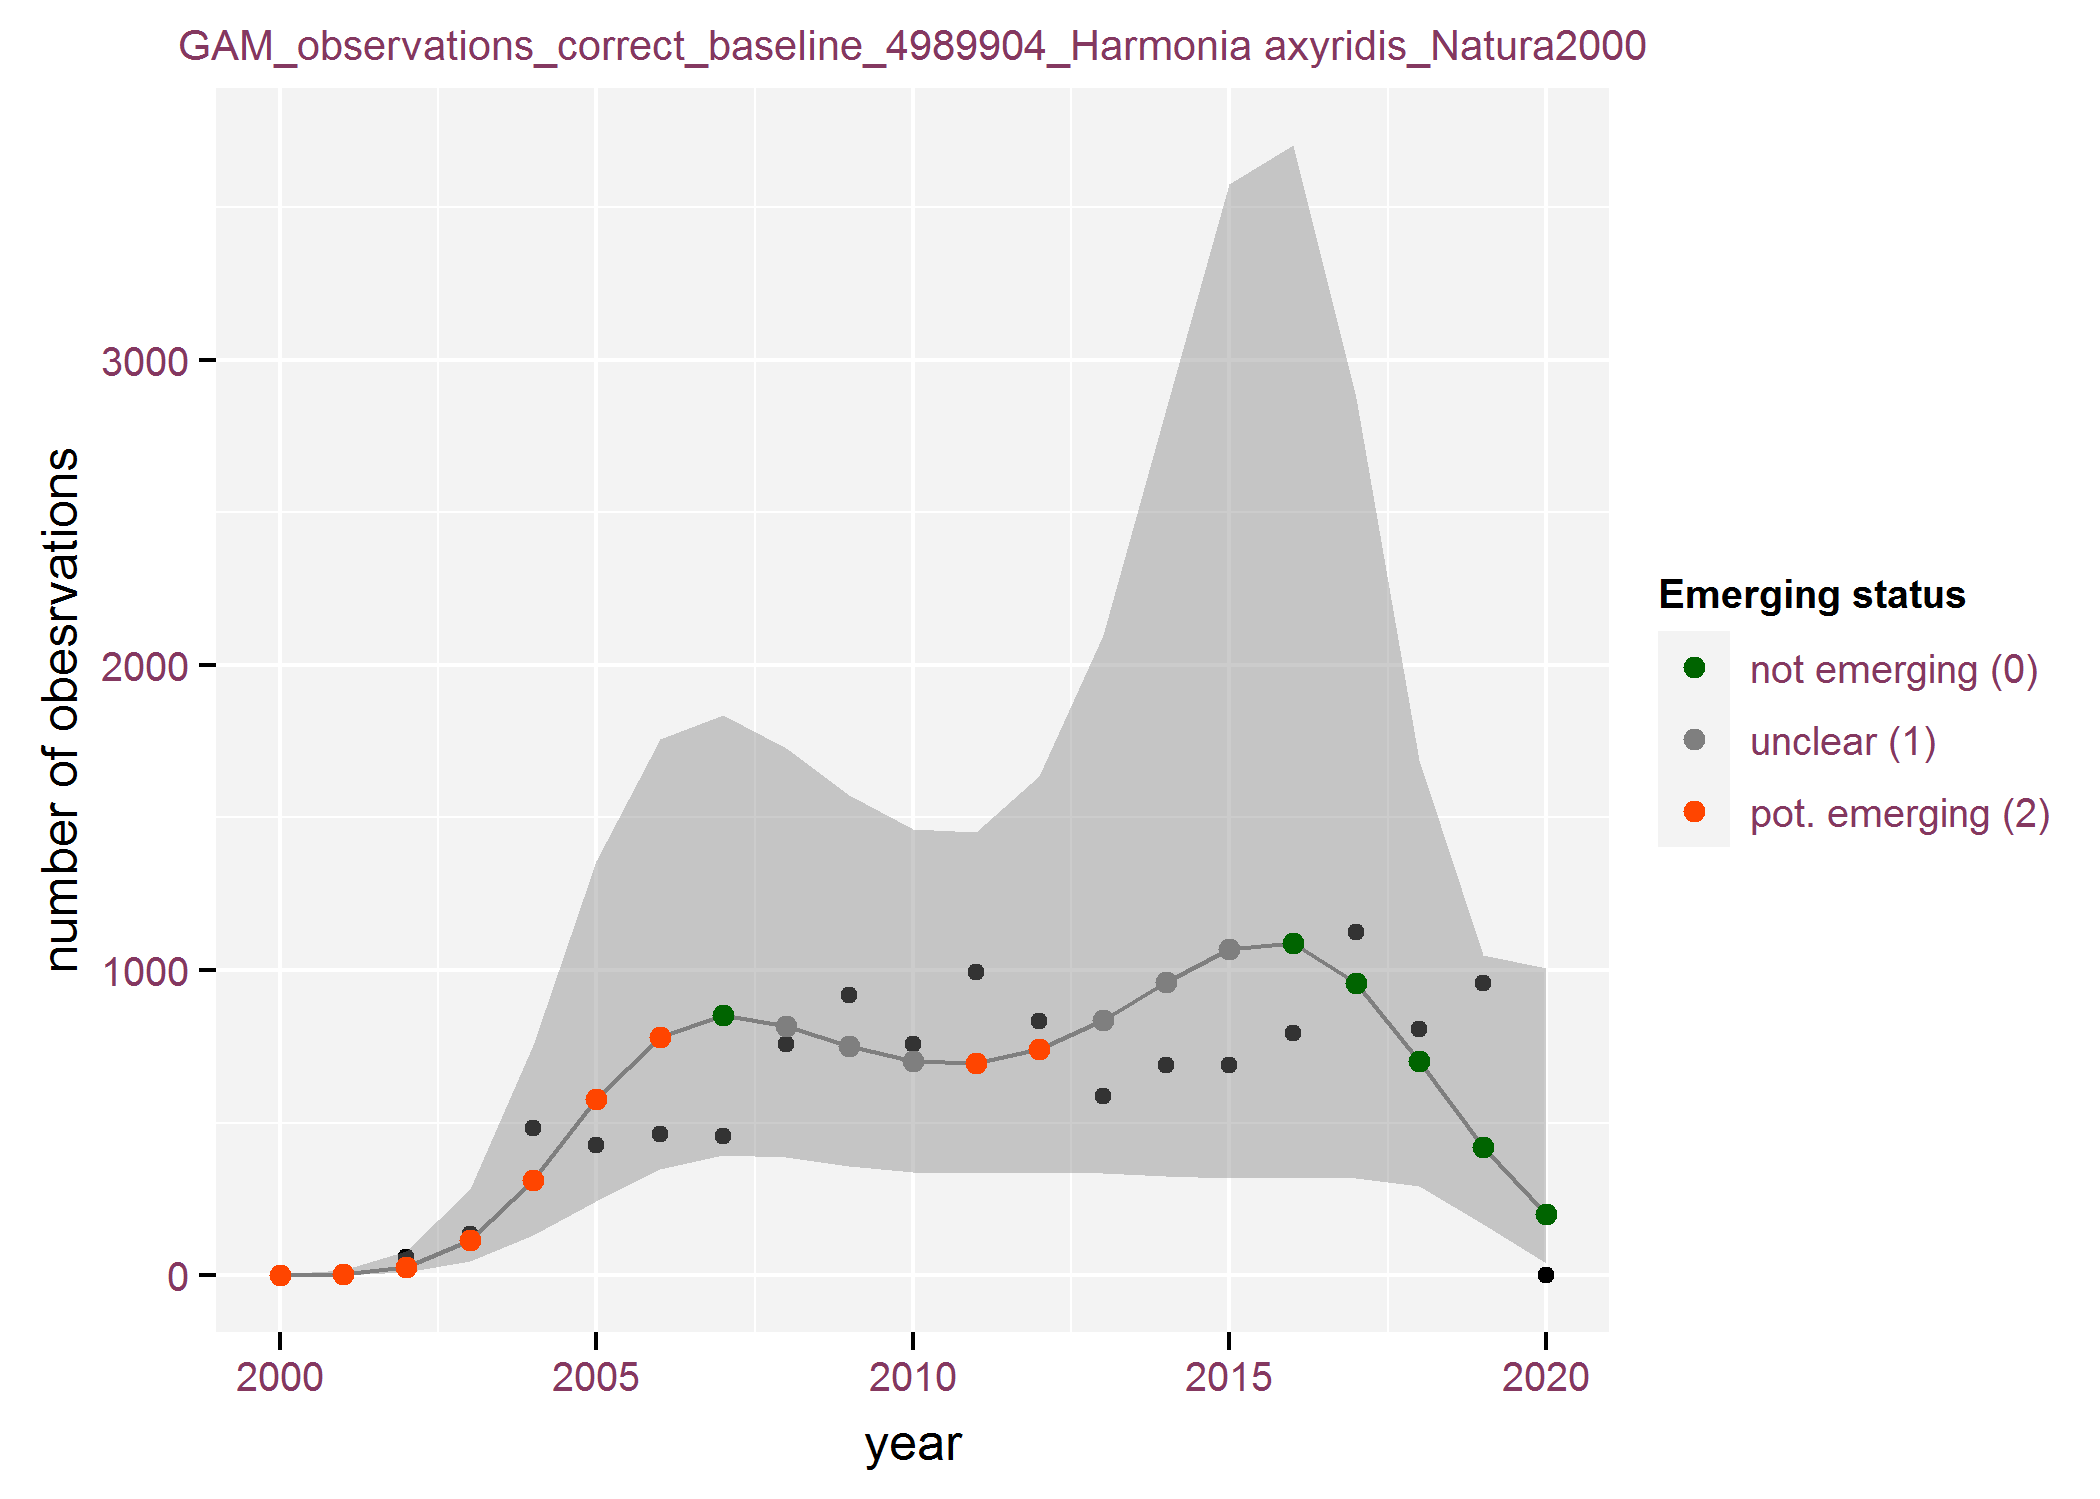 GAM_observations_correct_baseline_4989904_Harmonia axyridis_Natura2000
number of obesrvations
3000
2000
1000
0
2000 2005 2010 2015 2020
year
Emerging status
not emerging (0)
unclear (1)
pot. emerging (2)